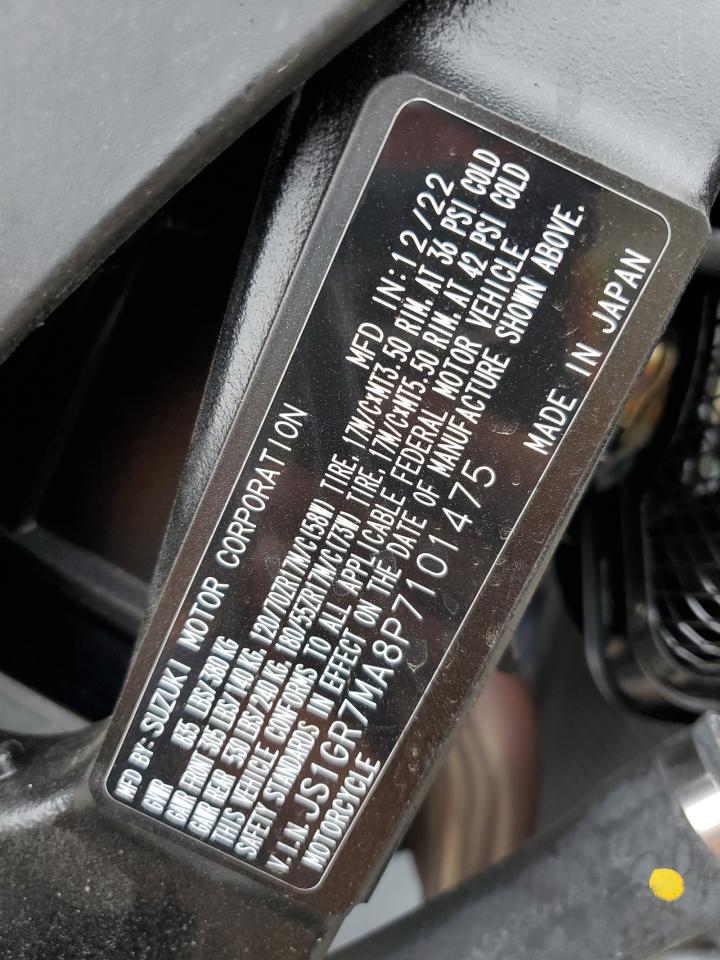 MFD BY:SUZUKI MOTOR CORPORATION MFD IN:12/22
GVWR 835 LBS/380 KG
GAWR FRNT 305 LBS/140 KG, 120/70ZR17M/C(58W) TIRE, 17M/CxMT3.50 RIM, AT 36 PSI COLD
GAWR RER 530 LBS/240 KG, 180/55ZR17M/C(73W) TIRE, 17M/CxMT5.50 RIM, AT 42 PSI COLD
THIS VEHICLE CONFORMS TO ALL APPLICABLE FEDERAL MOTOR VEHICLE
SAFETY STANDARDS IN EFFECT ON THE DATE OF MANUFACTURE SHOWN ABOVE.
V.I.N. JS1GR7MA8P7101475
MOTORCYCLE MADE IN JAPAN